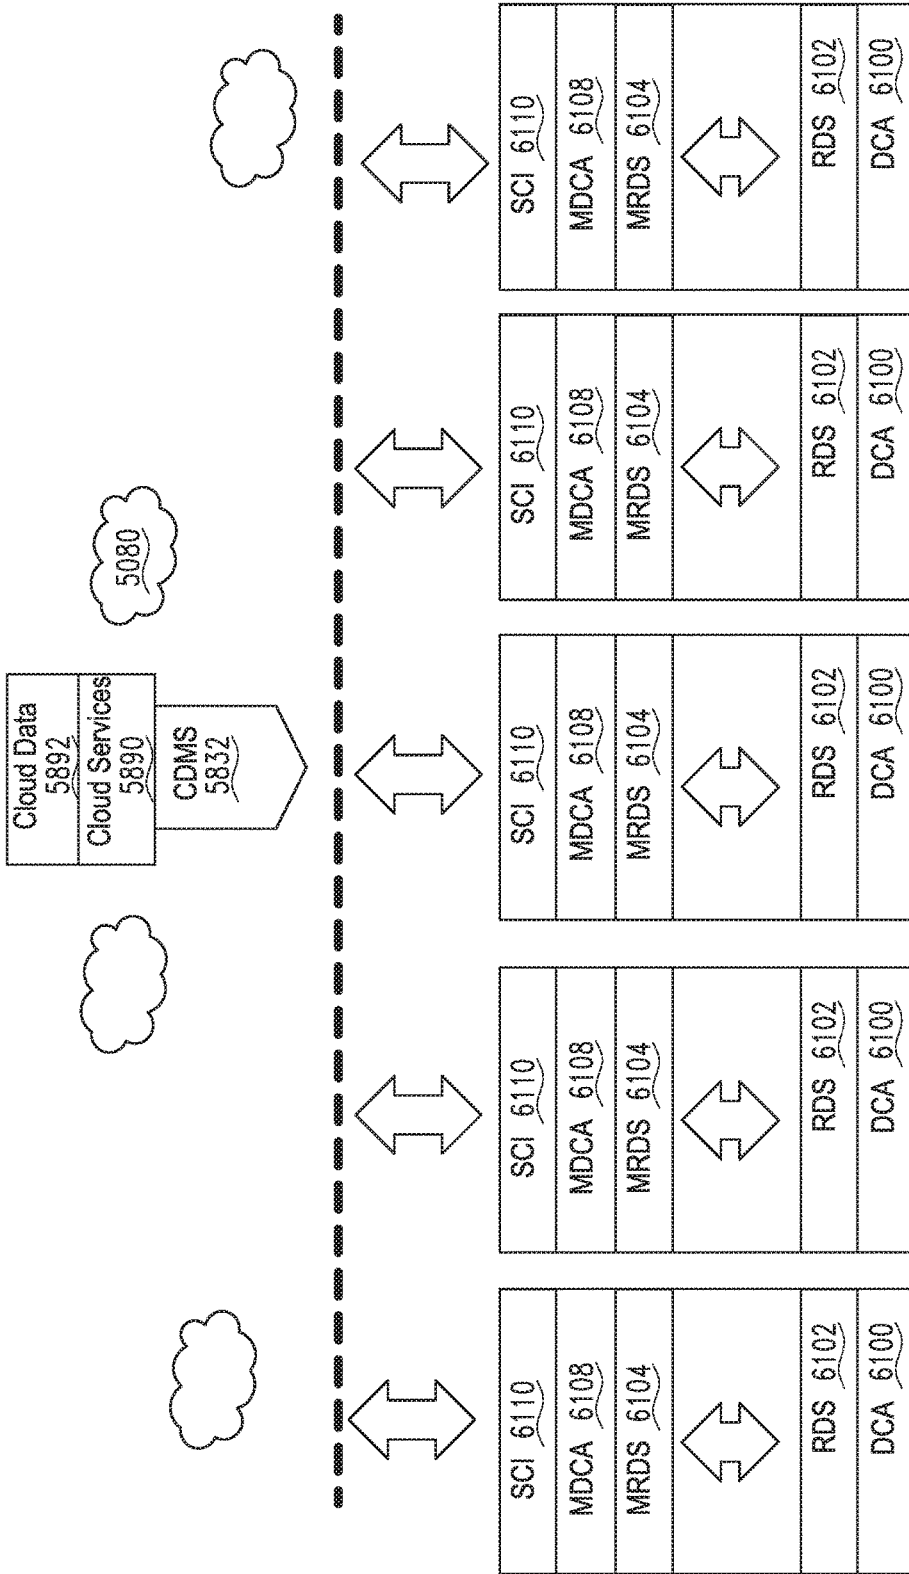 Cloud Data
5892
Cloud Services
5890
CDMS
5832
5080
SCI 6110
MDCA 6108
MRDS 6104
RDS 6102
DCA 6100
SCI 6110
MDCA 6108
MRDS 6104
RDS 6102
DCA 6100
SCI 6110
MDCA 6108
MRDS 6104
RDS 6102
DCA 6100
SCI 6110
MDCA 6108
MRDS 6104
RDS 6102
DCA 6100
SCI 6110
MDCA 6108
MRDS 6104
RDS 6102
DCA 6100